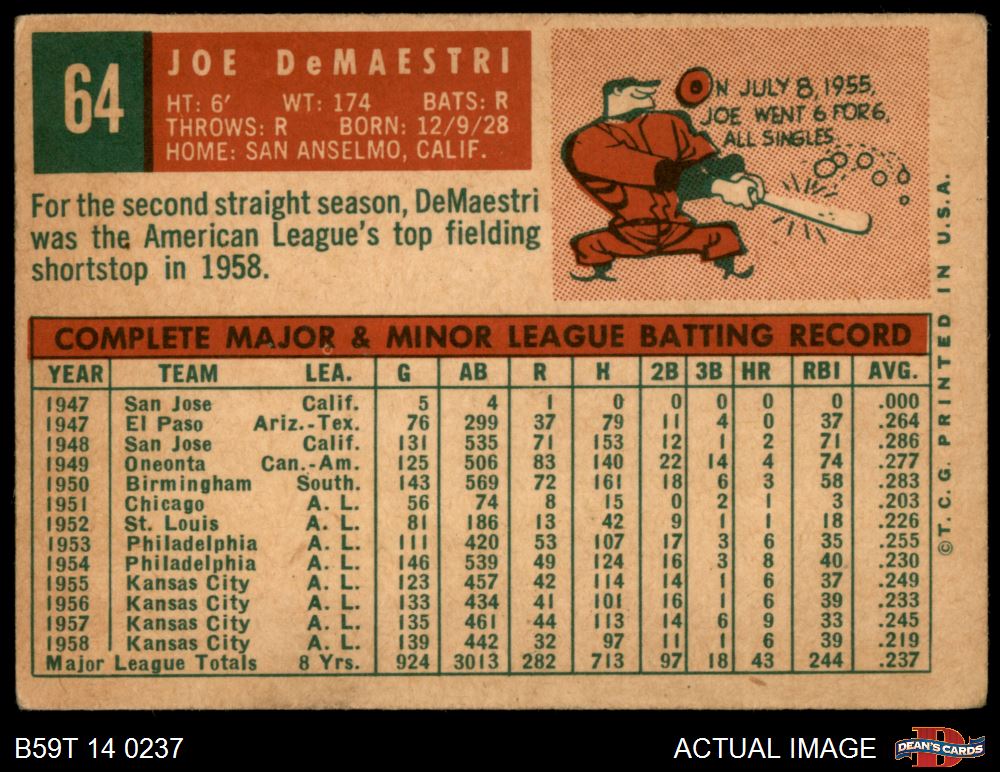 64
JOE DeMAESTRI
HT: 6' WT: 174 BATS: R
THROWS: R BORN: 12/9/28
HOME: SAN ANSELMO, CALIF.
ON JULY 8, 1955,
JOE WENT 6 FOR 6,
ALL SINGLES
For the second straight season, DeMaestri
was the American League's top fielding
shortstop in 1958.
COMPLETE MAJOR & MINOR LEAGUE BATTING RECORD
YEAR TEAM LEA. G AB R H 2B 3B HR RBI AVG.
1947 San Jose Calif. 5 4 1 0 0 0 0 0 .000
1947 El Paso Ariz.-Tex. 76 299 37 79 11 4 0 37 .264
1948 San Jose Calif. 131 535 71 153 12 1 2 71 .286
1949 Oneonta Can.-Am. 125 506 83 140 22 14 4 74 .277
1950 Birmingham South. 143 569 72 161 18 6 3 58 .283
1951 Chicago A. L. 56 74 8 15 0 2 1 3 .203
1952 St. Louis A. L. 81 186 13 42 9 1 1 18 .226
1953 Philadelphia A. L. 111 420 53 107 17 3 6 35 .255
1954 Philadelphia A. L. 146 539 49 124 16 3 8 40 .230
1955 Kansas City A. L. 123 457 42 114 14 1 6 37 .249
1956 Kansas City A. L. 133 434 41 101 16 1 6 39 .233
1957 Kansas City A. L. 135 461 44 113 14 6 9 33 .245
1958 Kansas City A. L. 139 442 32 97 11 1 6 39 .219
Major League Totals 8 Yrs. 924 3013 282 713 97 18 43 244 .237
© T. C. G. PRINTED IN U.S.A.
B59T 14 0237
ACTUAL IMAGE
DEAN'S CARDS